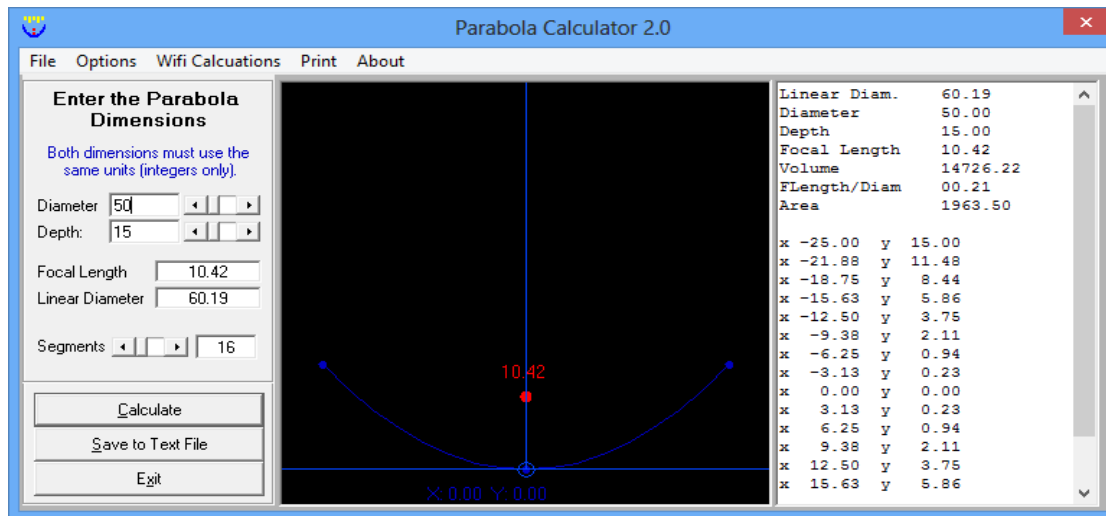 Parabola Calculator 2.0
File Options Wifi Calcuations Print About
Enter the Parabola
Dimensions
Both dimensions must use the
same units (integers only).
Diameter 50
Depth: 15
Focal Length 10.42
Linear Diameter 60.19
Segments 16
Calculate
Save to Text File
Exit
10.42
X: 0.00 Y: 0.00
Linear Diam. 60.19
Diameter 50.00
Depth 15.00
Focal Length 10.42
Volume 14726.22
FLength/Diam 00.21
Area 1963.50
x -25.00 y 15.00
x -21.88 y 11.48
x -18.75 y 8.44
x -15.63 y 5.86
x -12.50 y 3.75
x -9.38 y 2.11
x -6.25 y 0.94
x -3.13 y 0.23
x 0.00 y 0.00
x 3.13 y 0.23
x 6.25 y 0.94
x 9.38 y 2.11
x 12.50 y 3.75
x 15.63 y 5.86